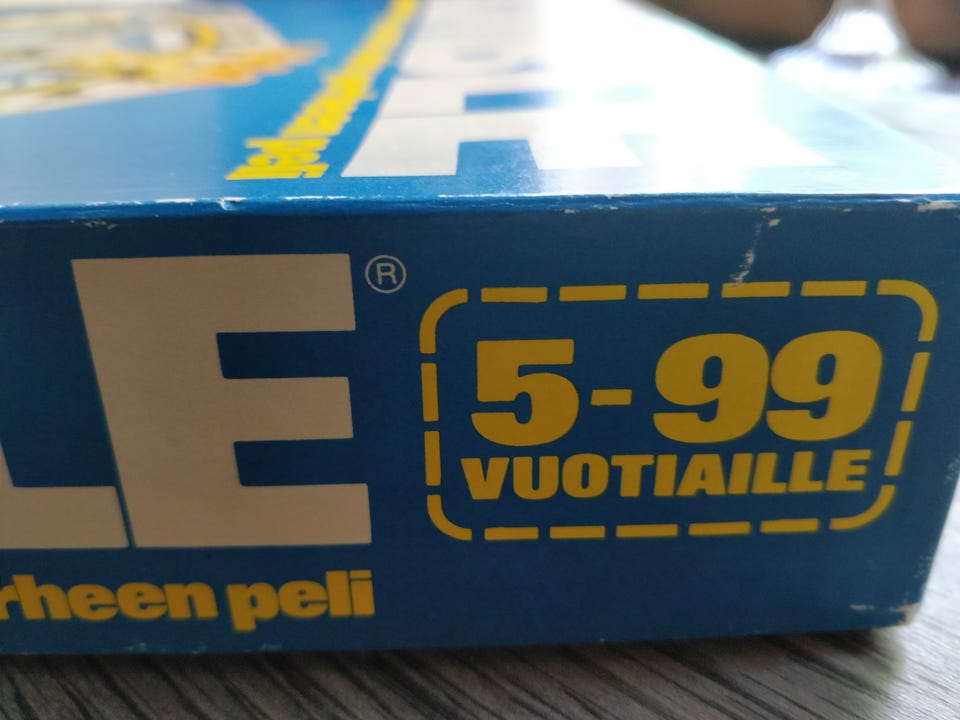 LE®
5-99
VUOTIAILLE
rheen peli